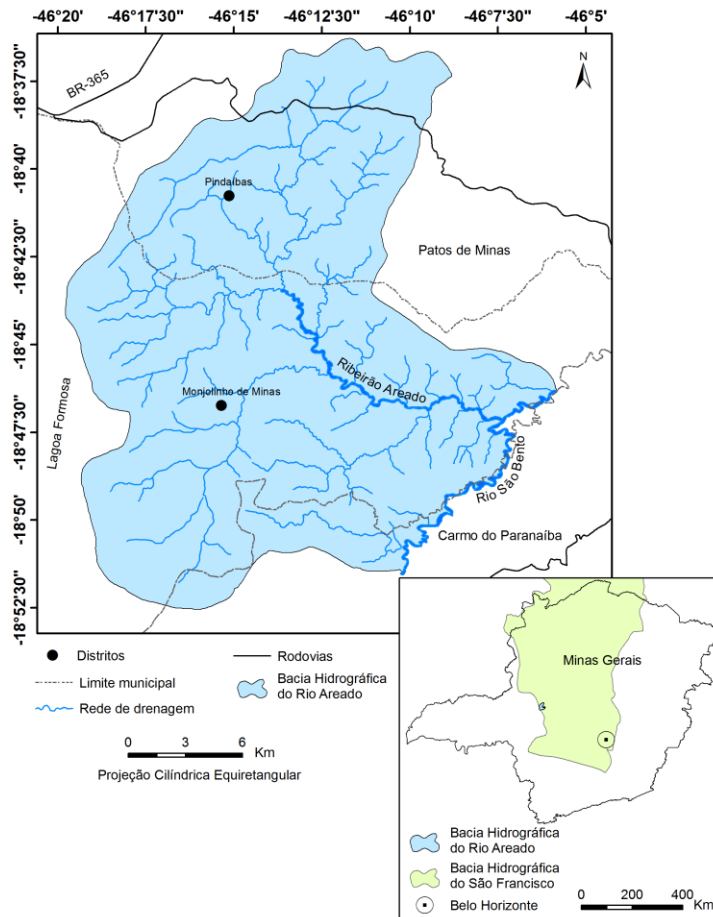 -46°20 -46°17'30" -46°15 -46°12'30" -46°10 -46°7'30" -46°5'
-18°37'30"
-18°40
-18°42'30"
-18°45
-18°47'30"
-18°50
-18°52'30"
N
BR-365
Pindaíbas
Patos de Minas
Ribeirão Areado
Monjolinho de Minas
Lagoa Formosa
Rio São Bento
Carmo do Paranaíba
Distritos
Limite municipal
Rede de drenagem
Rodovias
Bacia Hidrográfica
do Rio Areado
0 3 6
Km
Projeção Cilíndrica Equiretangular
Minas Gerais
Bacia Hidrográfica
do Rio Areado
Bacia Hidrográfica
do São Francisco
Belo Horizonte
0 200 400
Km